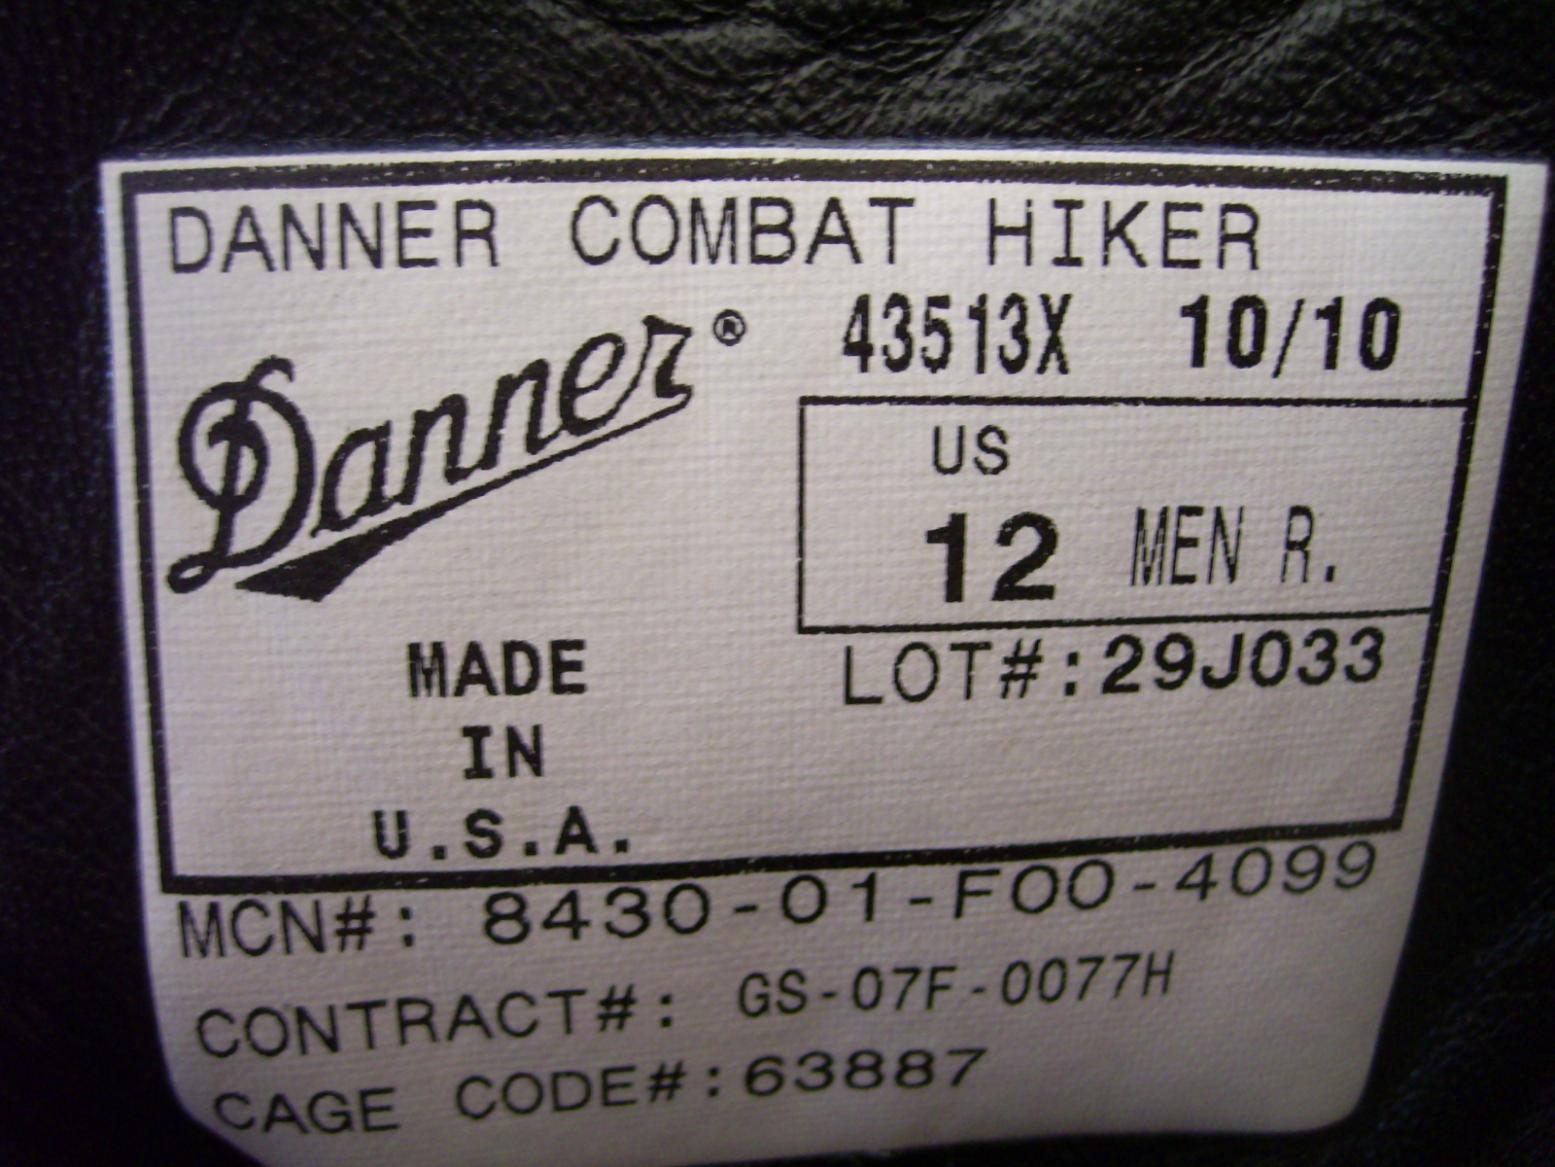 DANNER COMBAT HIKER
Danner®
43513X 10/10
US
12 MEN R.
LOT#:29J033
MADE
IN
U.S.A.
MCN#: 8430-01-F00-4099
CONTRACT#: GS-07F-0077H
CAGE CODE#:63887